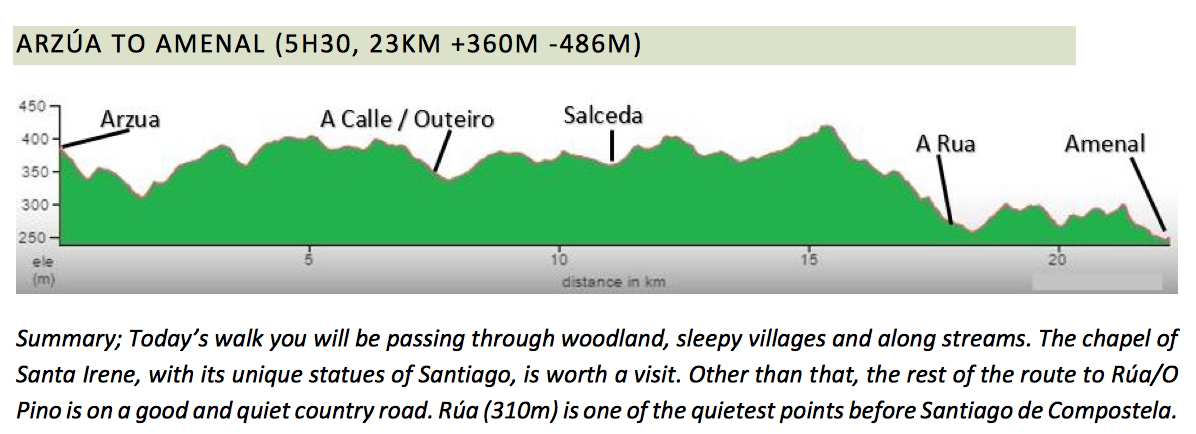 ARZÚA TO AMENAL (5H30, 23KM +360M -486M)
450
Arzua
A Calle / Outeiro
Salceda
400
A Rua
Amenal
350
300
250
ele
(m)
5
10
15
20
distance in km
Summary; Today's walk you will be passing through woodland, sleepy villages and along streams. The chapel of
Santa Irene, with its unique statues of Santiago, is worth a visit. Other than that, the rest of the route to Rúa/O
Pino is on a good and quiet country road. Rúa (310m) is one of the quietest points before Santiago de Compostela.